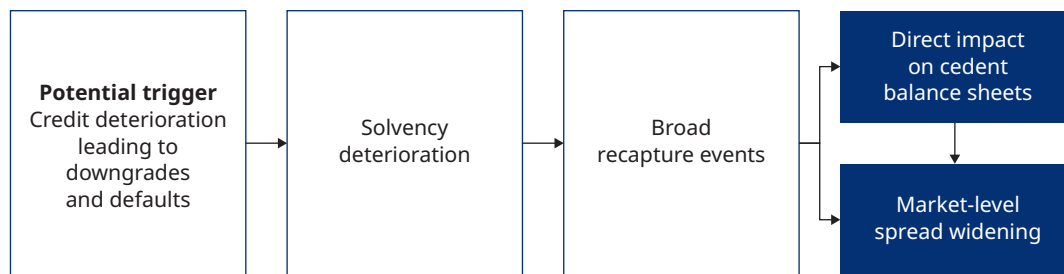 Potential trigger
Credit deterioration
leading to
downgrades
and defaults
Solvency
deterioration
Broad
recapture events
Direct impact
on cedent
balance sheets
Market-level
spread widening